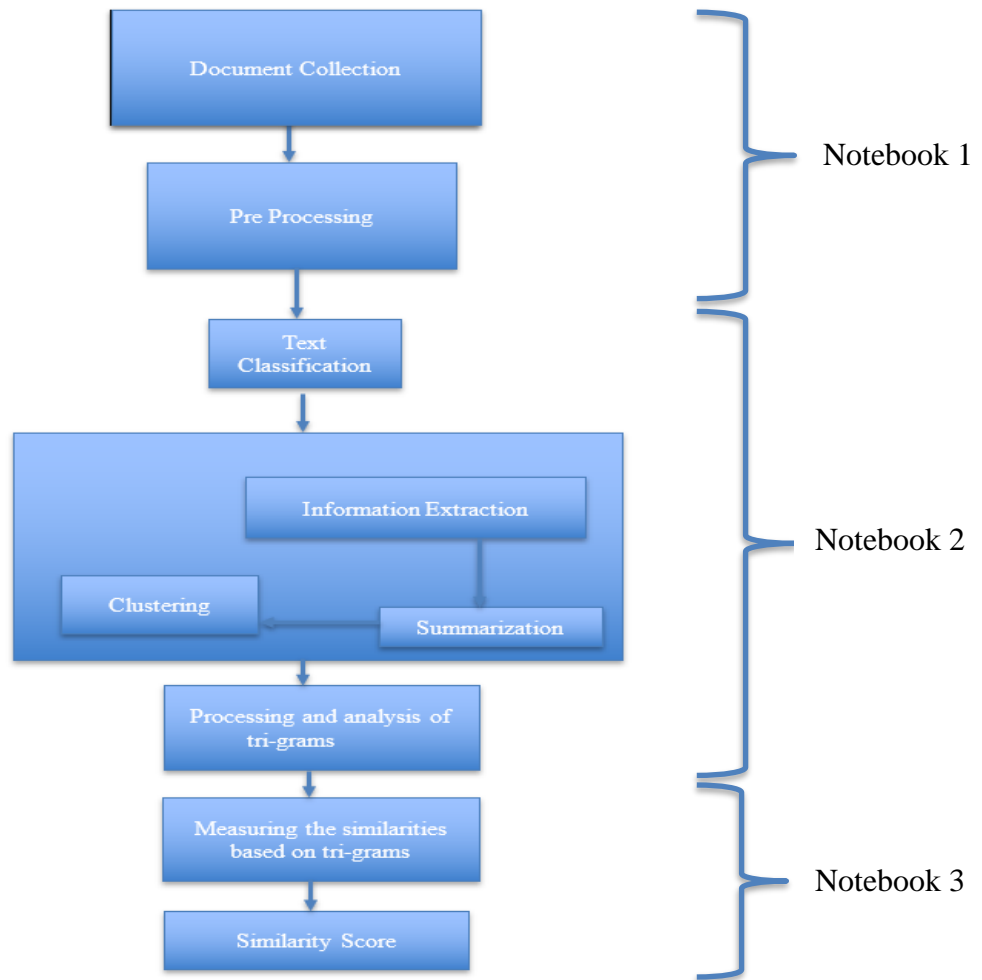 Document Collection
Notebook 1
Pre Processing
Text
Classification
Information Extraction
Notebook 2
Clustering
Summarization
Processing and analysis of
tri-grams
Measuring the similarities
based on tri-grams
Notebook 3
Similarity Score